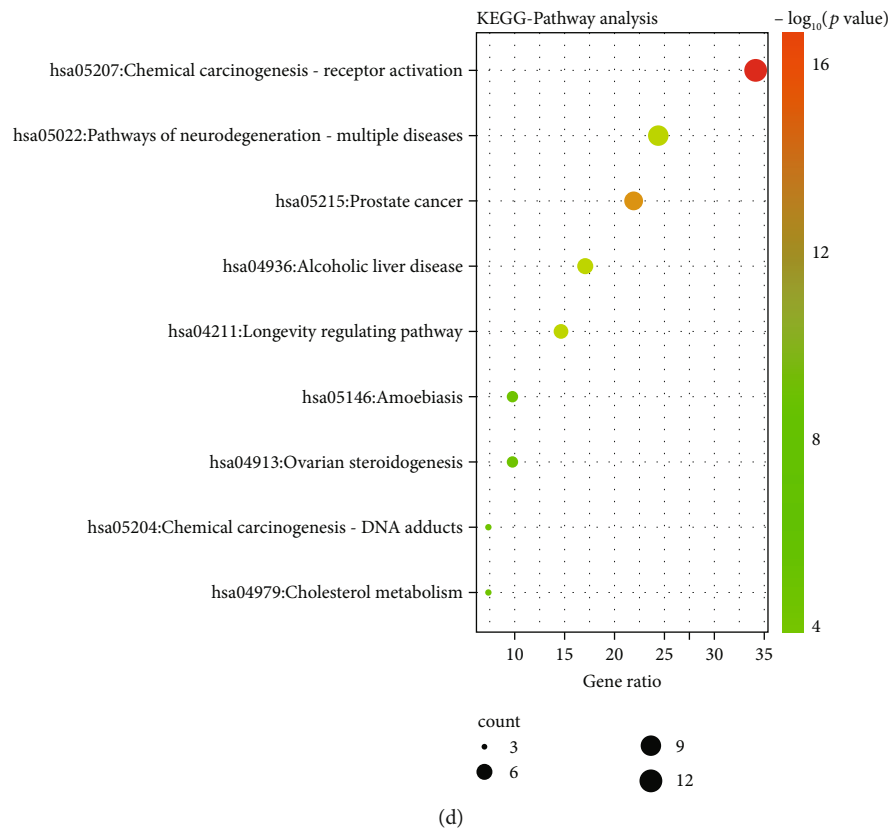 KEGG-Pathway analysis
– log₁₀(p value)
hsa05207:Chemical carcinogenesis - receptor activation
hsa05022:Pathways of neurodegeneration - multiple diseases
hsa05215:Prostate cancer
hsa04936:Alcoholic liver disease
hsa04211:Longevity regulating pathway
hsa05146:Amoebiasis
hsa04913:Ovarian steroidogenesis
hsa05204:Chemical carcinogenesis - DNA adducts
hsa04979:Cholesterol metabolism
16
12
8
4
10 15 20 25 30 35
Gene ratio
count
3 9
6 12
(d)